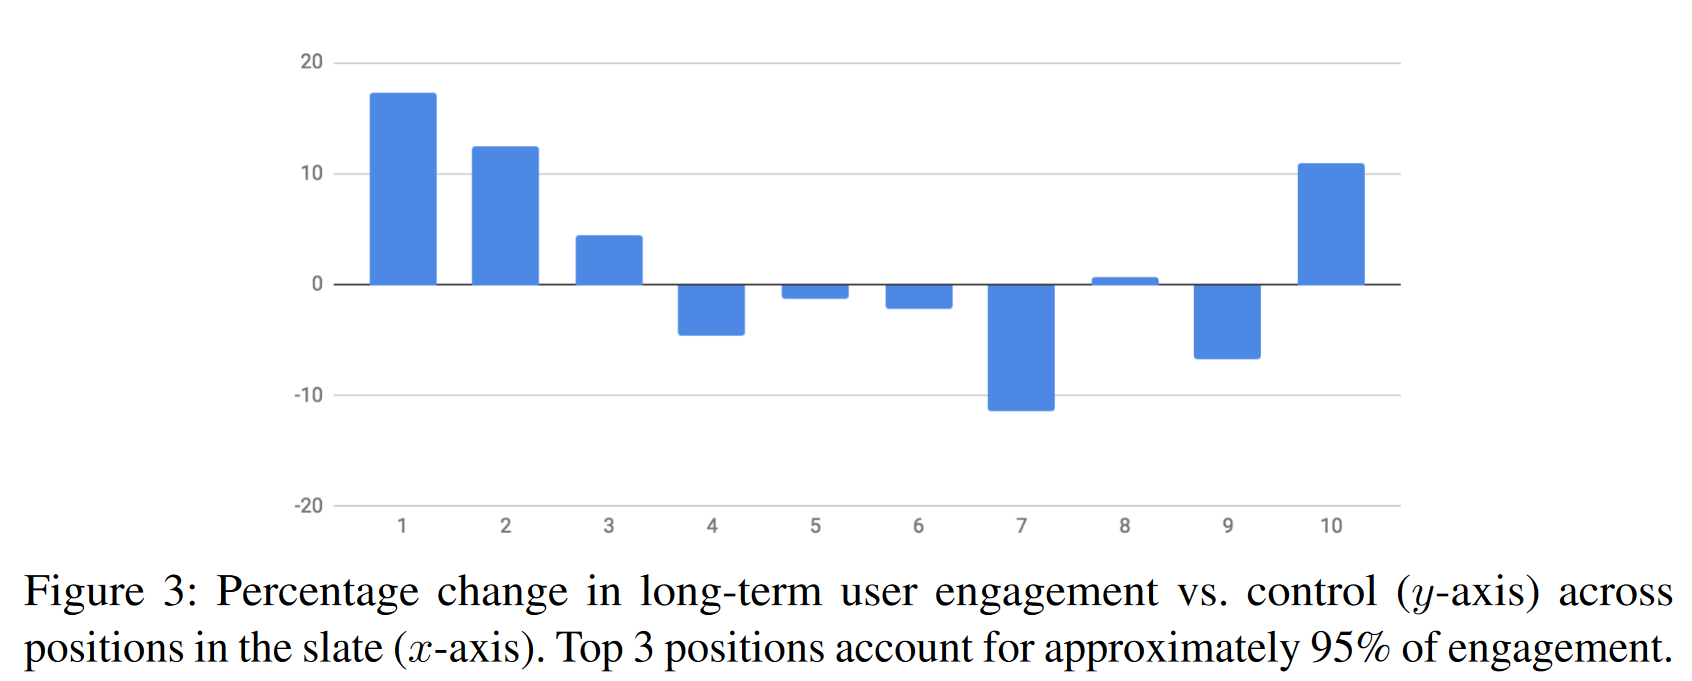 20
10
0
-10
-20
1 2 3 4 5 6 7 8 9 10
Figure 3: Percentage change in long-term user engagement vs. control (y-axis) across
positions in the slate (x-axis). Top 3 positions account for approximately 95% of engagement.